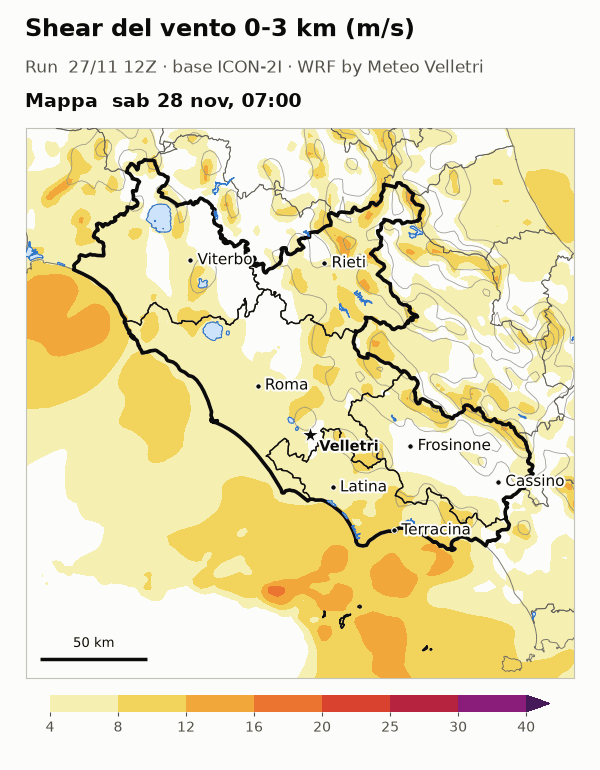 Shear del vento 0-3 km (m/s)
Run  27/11 12Z · base ICON-2I · WRF by Meteo Velletri
Mappa  sab 28 nov, 07:00
Viterbo
Rieti
Roma
Velletri
Frosinone
Latina
Cassino
Terracina
50 km
4 8 12 16 20 25 30 40